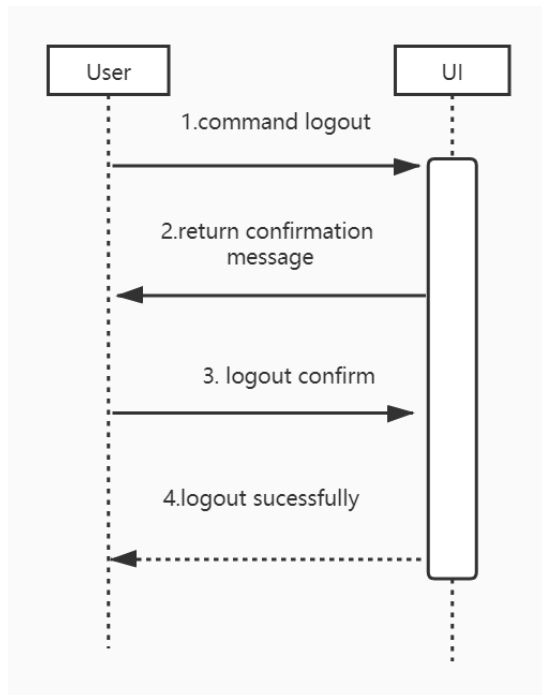 User
UI
1.command logout
2.return confirmation
message
3. logout confirm
4.logout sucessfully